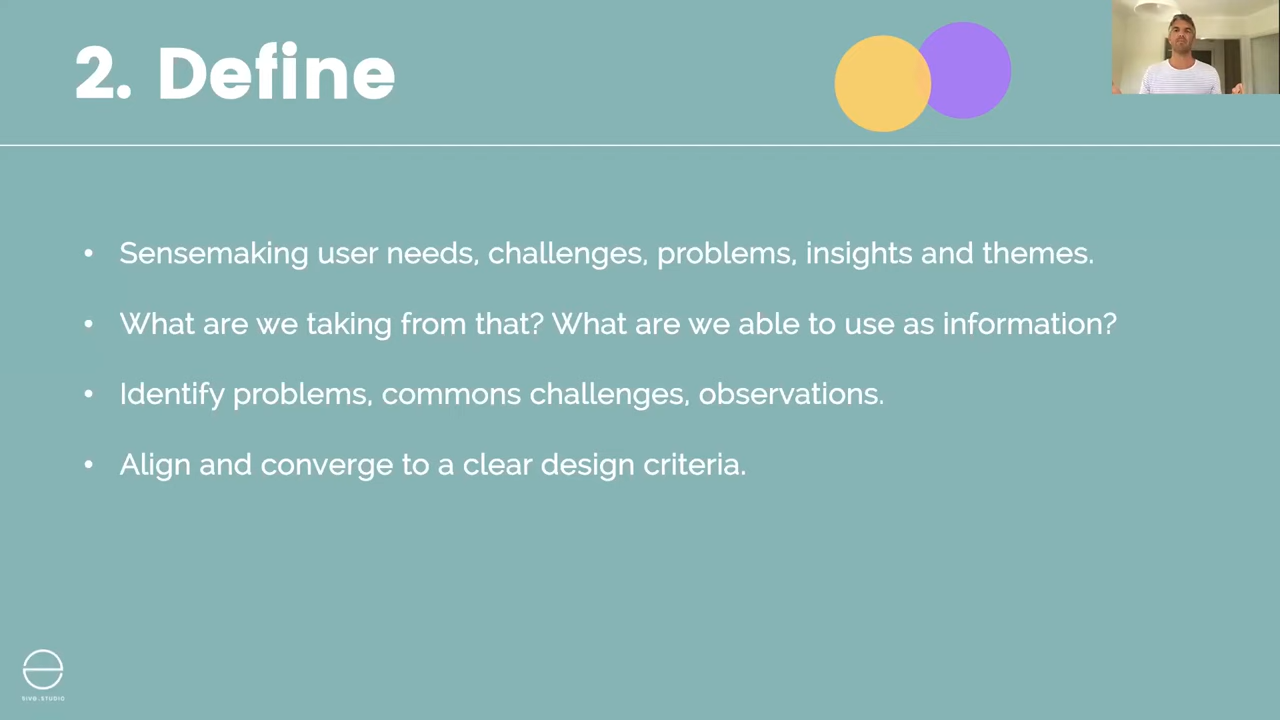 2. Define
• Sensemaking user needs, challenges, problems, insights and themes.
• What are we taking from that? What are we able to use as information?
• Identify problems, commons challenges, observations.
• Align and converge to a clear design criteria.